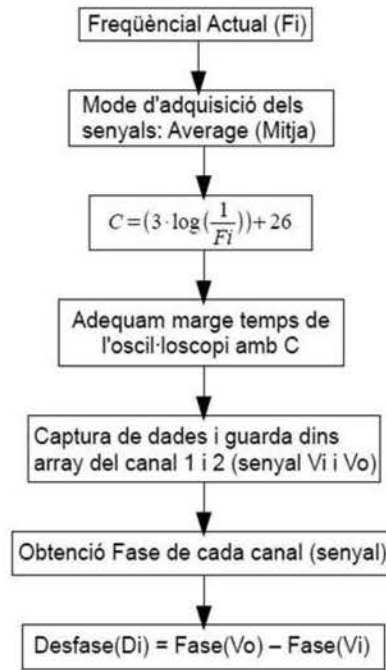 Freqüèncial Actual (Fi)
Mode d'adquisició dels
senyals: Average (Mitja)
C=(3·log(1/Fi))+26
Adequam marge temps de
l'oscil·loscopi amb C
Captura de dades i guarda dins
array del canal 1 i 2 (senyal Vi i Vo)
Obtenció Fase de cada canal (senyal)
Desfase(Di) = Fase(Vo) – Fase(Vi)